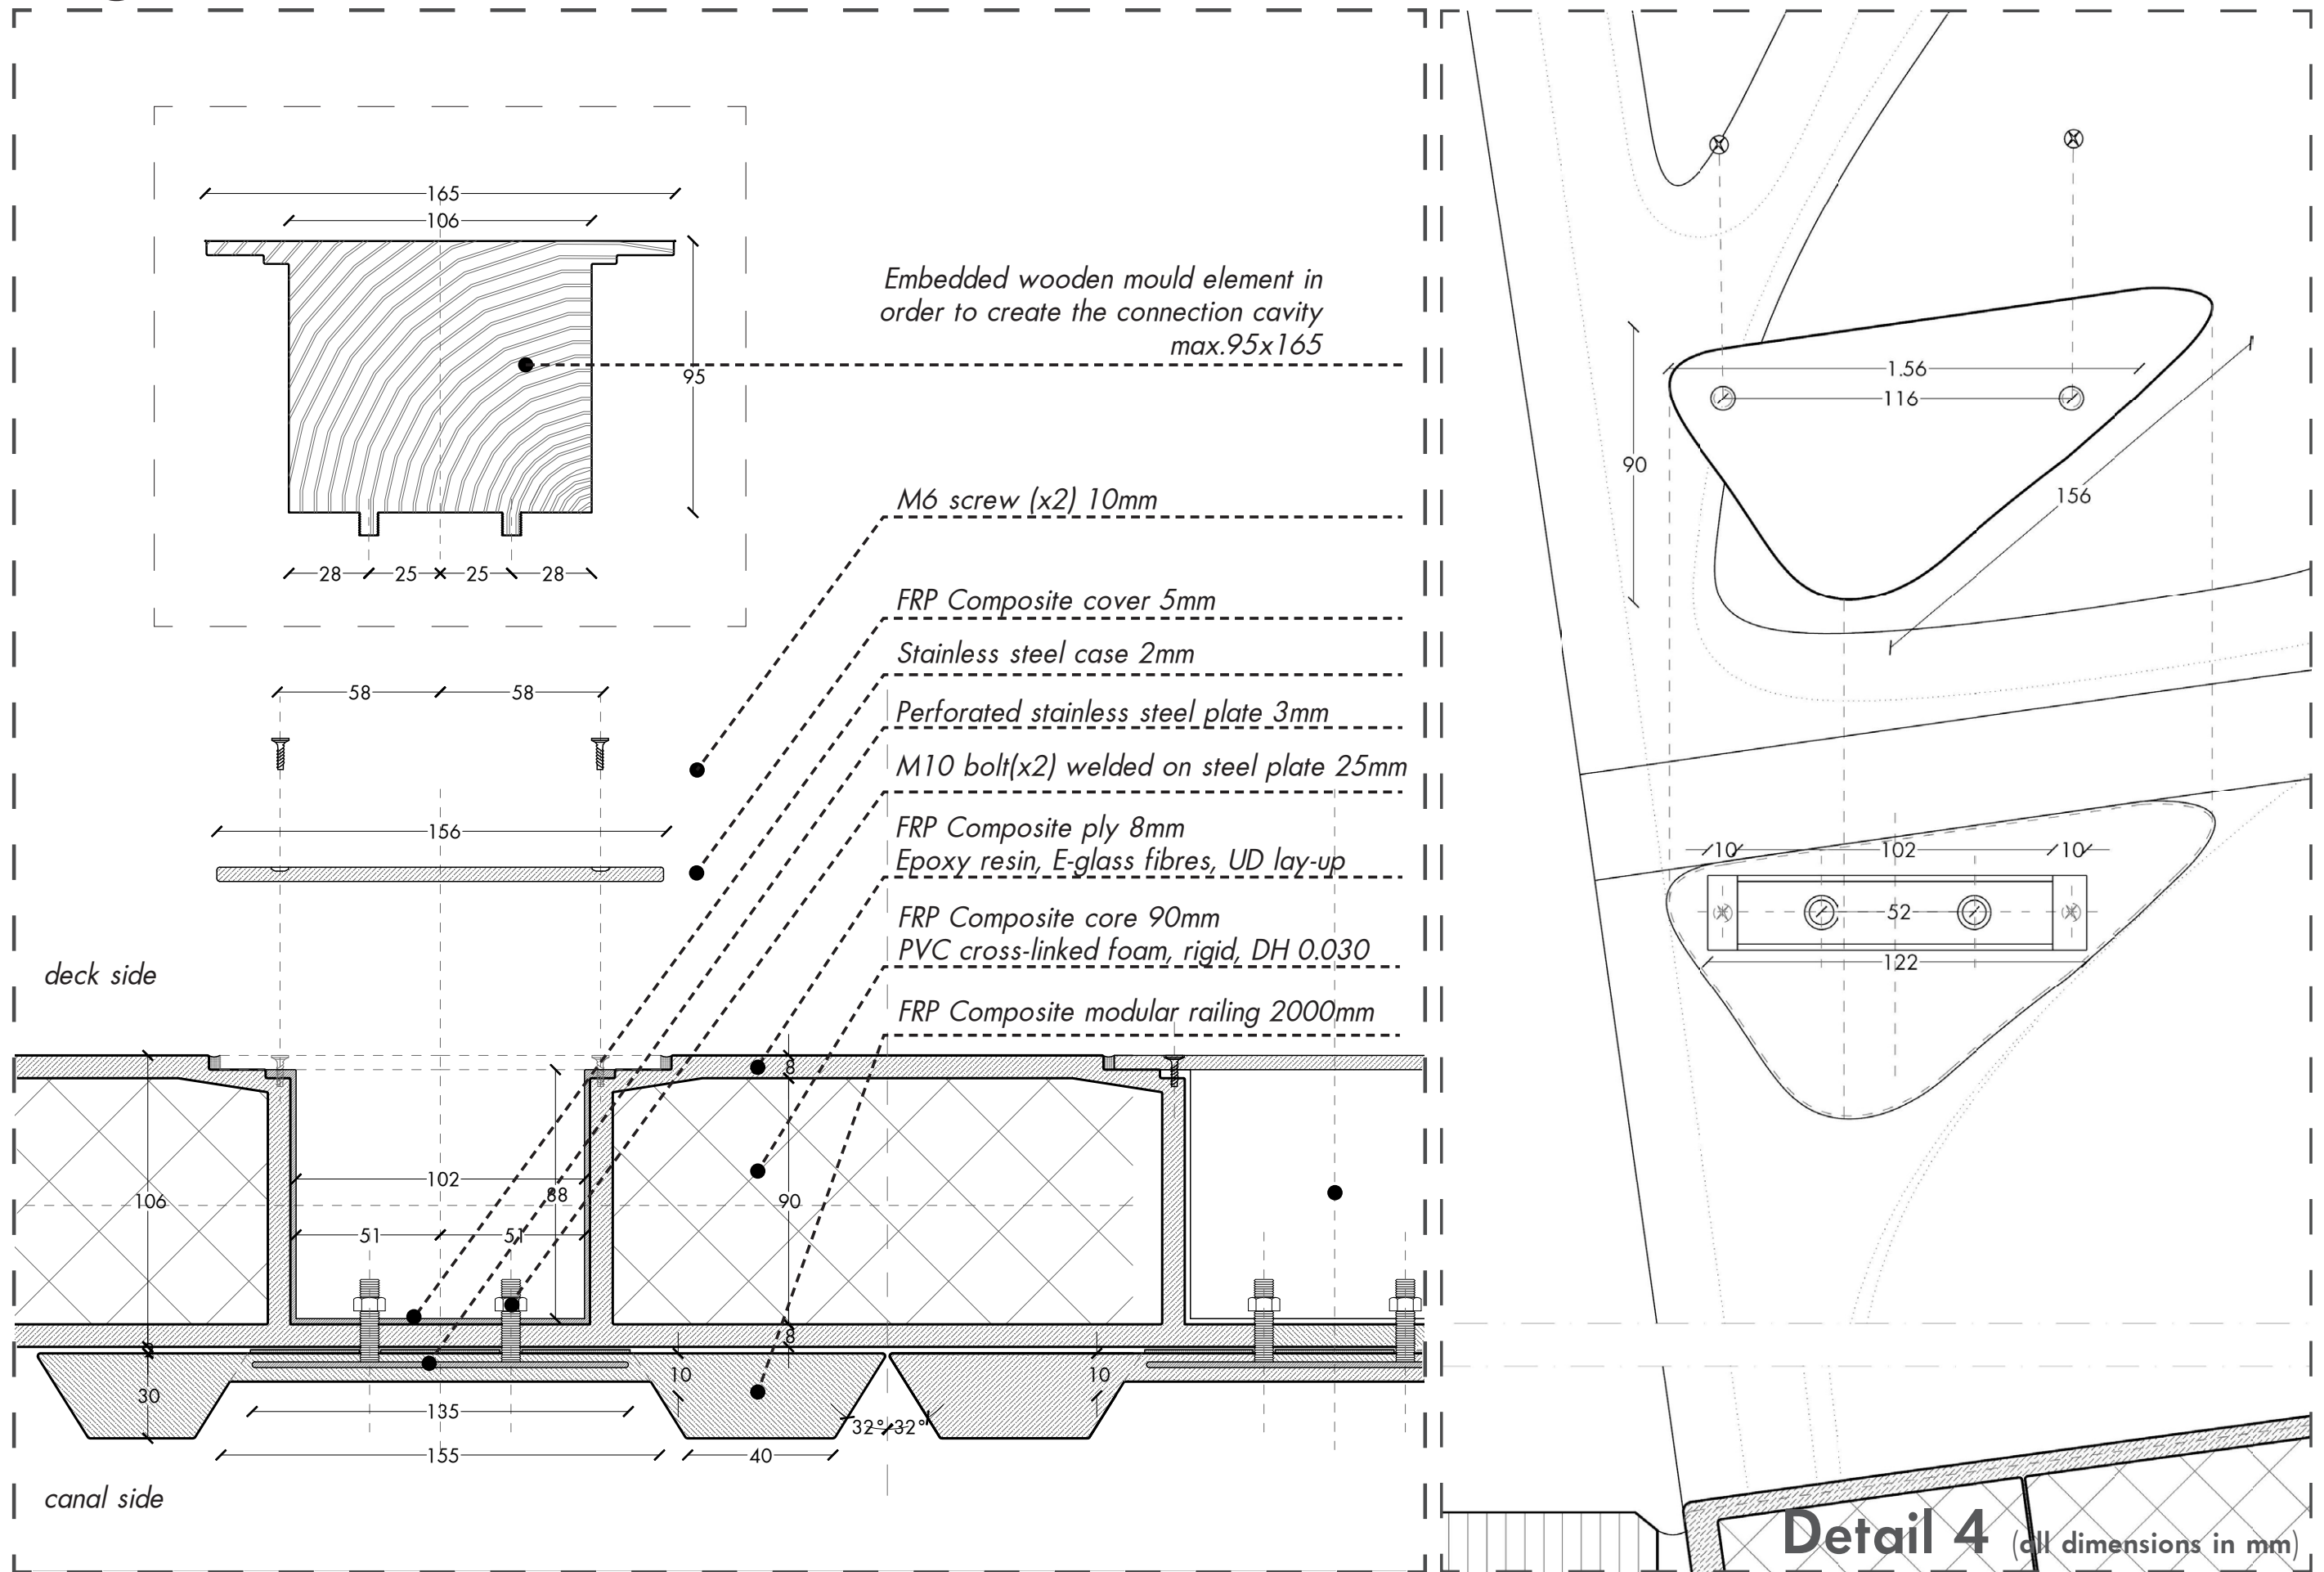 165
106
Embedded wooden mould element in
order to create the connection cavity
max.95x165
95
28
25
25
28
M6 screw (x2) 10mm
FRP Composite cover 5mm
Stainless steel case 2mm
Perforated stainless steel plate 3mm
M10 bolt(x2) welded on steel plate 25mm
FRP Composite ply 8mm
Epoxy resin, E-glass fibres, UD lay-up
FRP Composite core 90mm
PVC cross-linked foam, rigid, DH 0.030
FRP Composite modular railing 2000mm
58
58
156
deck side
8
102
88
106
90
51
51
8
10
10
30
135
32°
32°
155
40
canal side
1.56
116
90
156
10
102
10
52
122
Detail 4 (all dimensions in mm)